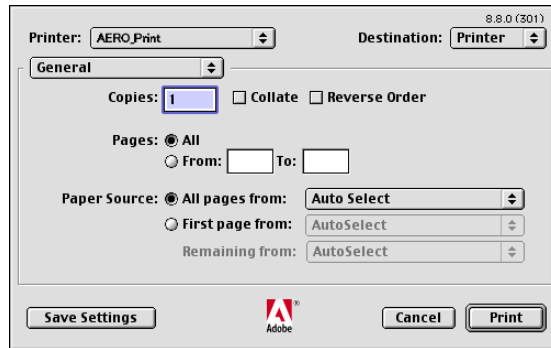 8.8.0 (301)
Printer: AERO_Print Destination: Printer
General
Copies: 1 Collate Reverse Order
Pages: All
From: To:
Paper Source: All pages from: Auto Select
First page from: AutoSelect
Remaining from: AutoSelect
Save Settings Adobe® Cancel Print